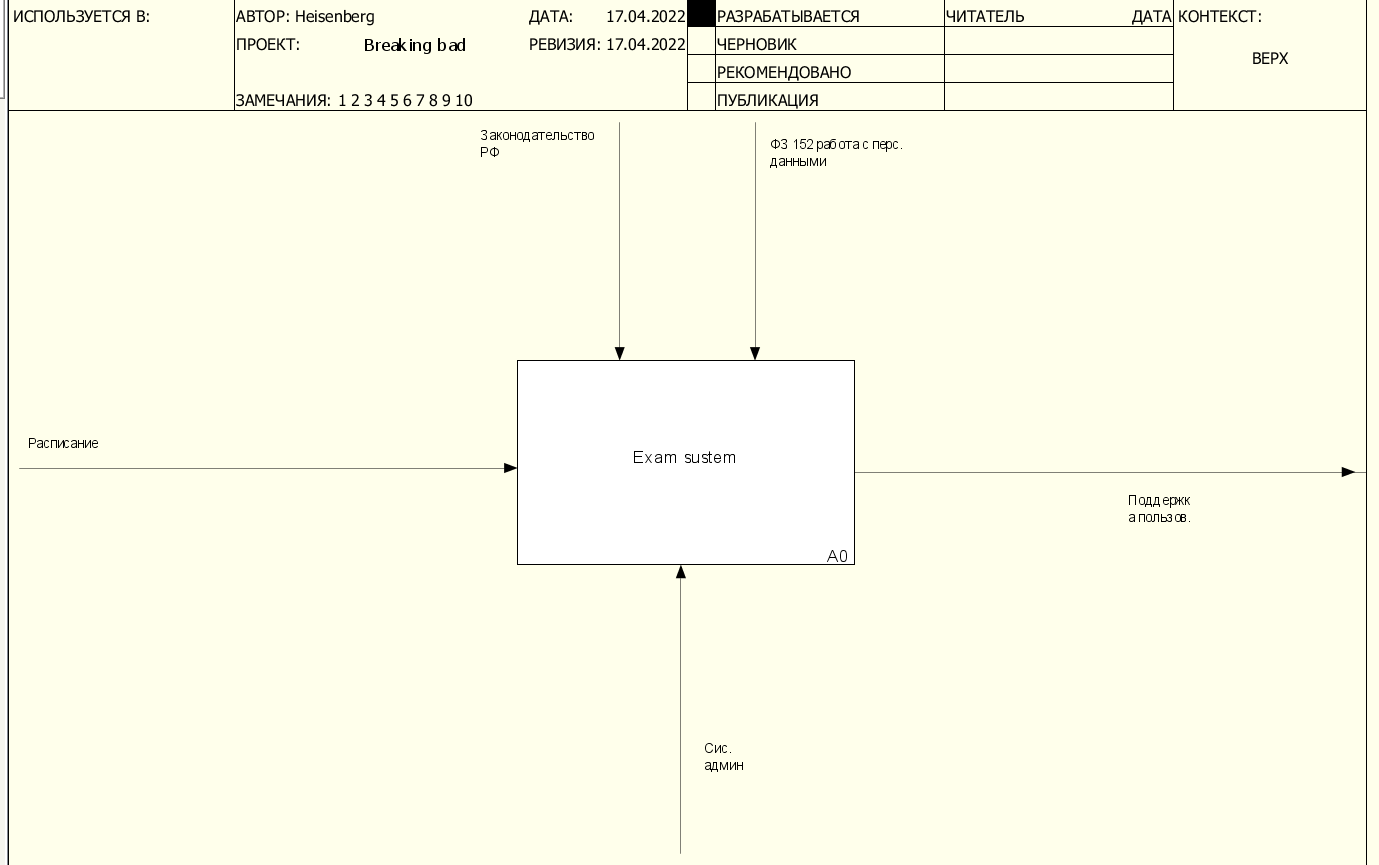 ИСПОЛЬЗУЕТСЯ В:
АВТОР: Heisenberg
ДАТА: 17.04.2022
ПРОЕКТ: Breaking bad
РЕВИЗИЯ: 17.04.2022
ЗАМЕЧАНИЯ: 1 2 3 4 5 6 7 8 9 10
РАЗРАБАТЫВАЕТСЯ
ЧЕРНОВИК
РЕКОМЕНДОВАНО
ПУБЛИКАЦИЯ
ЧИТАТЕЛЬ
ДАТА
КОНТЕКСТ:
ВЕРХ
Законодательство
РФ
ФЗ 152 работа с перс.
данными
Расписание
Exam sustem
A0
Поддержк
а пользов.
Сис.
админ